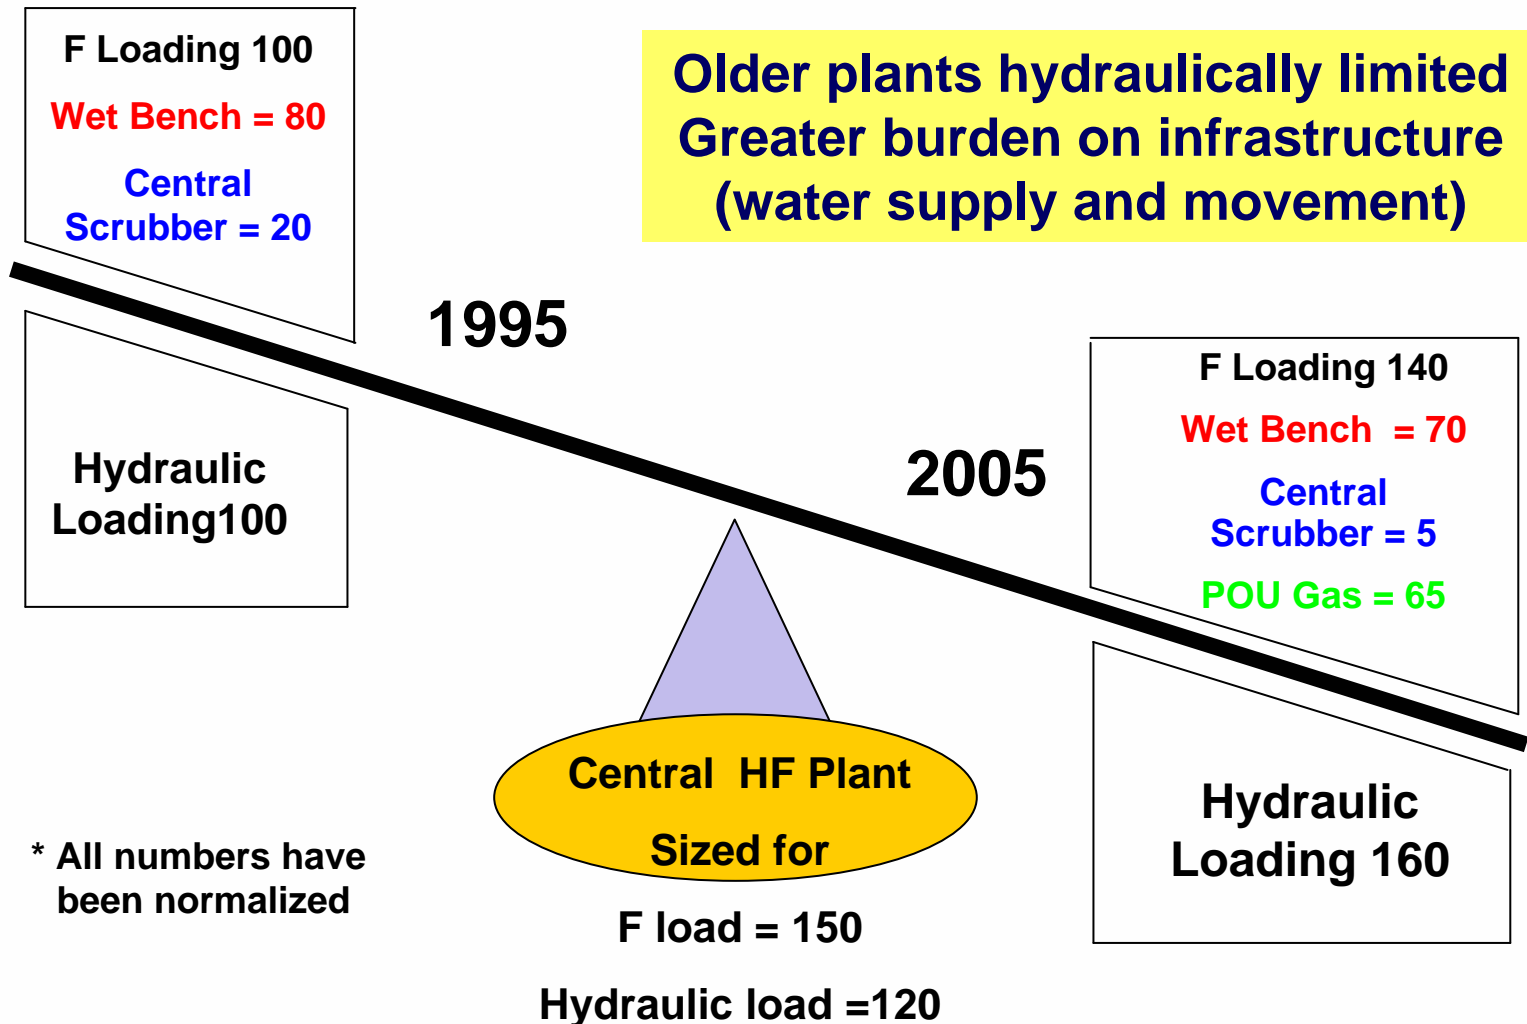 F Loading 100
Wet Bench = 80
Central
Scrubber = 20
Older plants hydraulically limited
Greater burden on infrastructure
(water supply and movement)
1995
Hydraulic
Loading100
2005
F Loading 140
Wet Bench = 70
Central
Scrubber = 5
POU Gas = 65
Hydraulic
Loading 160
Central HF Plant
Sized for
F load = 150
Hydraulic load =120
* All numbers have
been normalized